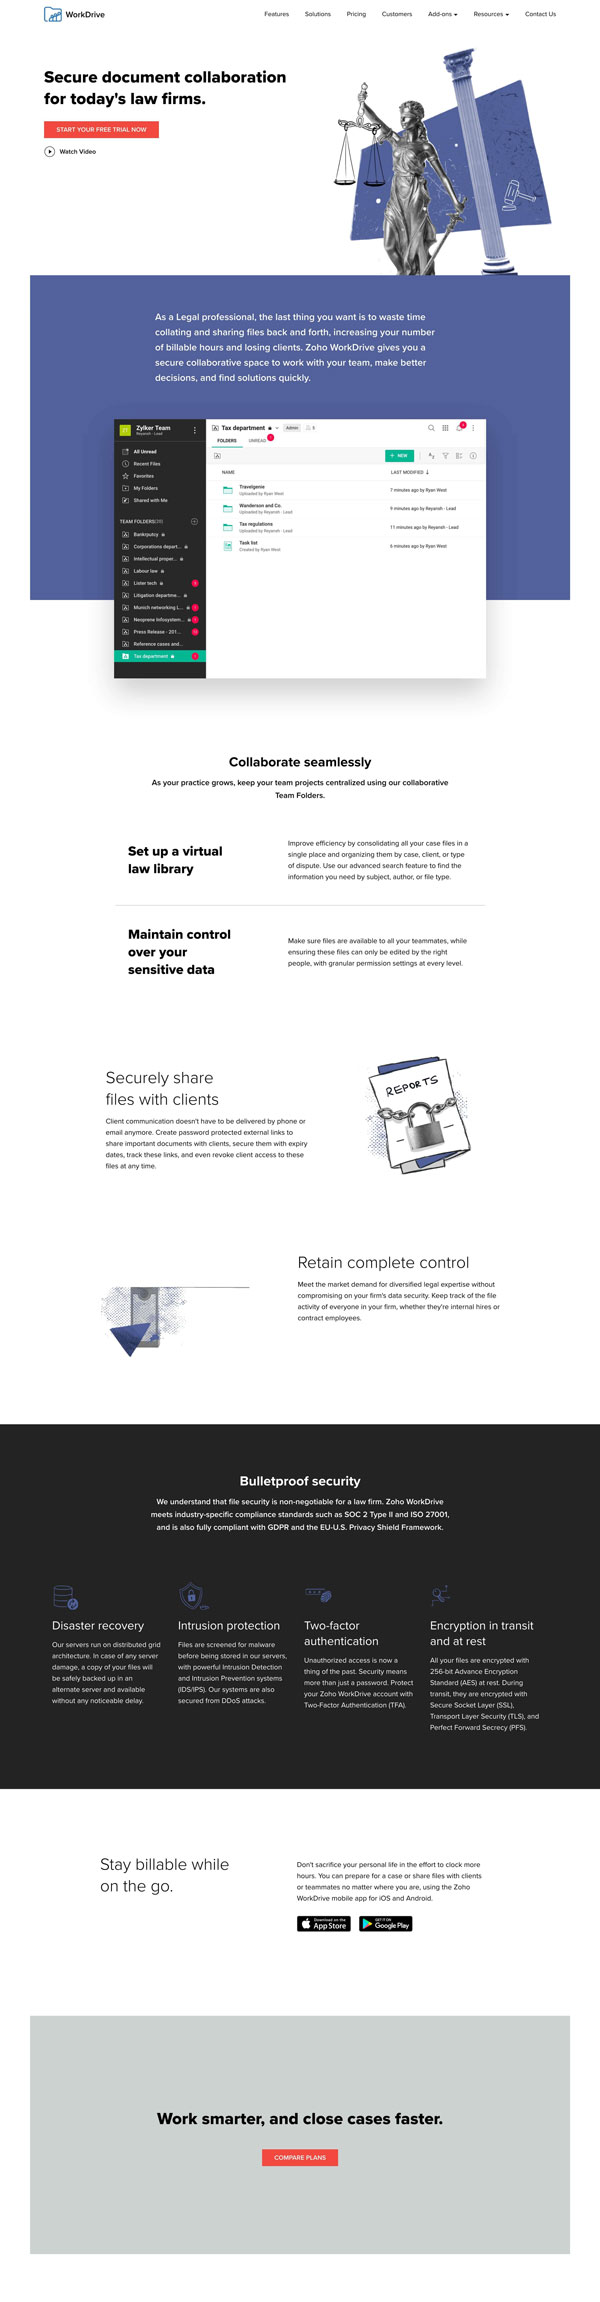 WorkDrive
Features Solutions Pricing Customers Add-ons Resources Contact Us
Secure document collaboration
for today's law firms.
START YOUR FREE TRIAL NOW
Watch Video
As a Legal professional, the last thing you want is to waste time
collating and sharing files back and forth, increasing your number
of billable hours and losing clients. Zoho WorkDrive gives you a
secure collaborative space to work with your team, make better
decisions, and find solutions quickly.
Zylker Team
Reyansh - Lead
All Unread
Recent Files
Favorites
My Folders
Shared with Me
TEAM FOLDERS
Bankrputcy
Corporations depart...
Intellectual proper...
Labour law
Lister tech
Litigation departme...
Munich networking L...
Neoprene Infosystem...
Press Release - 201...
Reference cases and...
Tax department
Tax department Admin
FOLDERS UNREAD
NEW
NAME LAST MODIFIED
Travelgenie
Uploaded by Ryan West
7 minutes ago by Ryan West
Wanderson and Co.
Uploaded by Reyansh - Lead
9 minutes ago by Reyansh - Lead
Tax regulations
Uploaded by Reyansh - Lead
11 minutes ago by Reyansh - Lead
Task list
Created by Ryan West
6 minutes ago by Ryan West
Collaborate seamlessly
As your practice grows, keep your team projects centralized using our collaborative
Team Folders.
Set up a virtual
law library
Improve efficiency by consolidating all your case files in a
single place and organizing them by case, client, or type
of dispute. Use our advanced search feature to find the
information you need by subject, author, or file type.
Maintain control
over your
sensitive data
Make sure files are available to all your teammates, while
ensuring these files can only be edited by the right
people, with granular permission settings at every level.
Securely share
files with clients
Client communication doesn't have to be delivered by phone or
email anymore. Create password protected external links to
share important documents with clients, secure them with expiry
dates, track these links, and even revoke client access to these
files at any time.
REPORTS
Retain complete control
Meet the market demand for diversified legal expertise without
compromising on your firm's data security. Keep track of the file
activity of everyone in your firm, whether they're internal hires or
contract employees.
Bulletproof security
We understand that file security is non-negotiable for a law firm. Zoho WorkDrive
meets industry-specific compliance standards such as SOC 2 Type II and ISO 27001,
and is also fully compliant with GDPR and the EU-U.S. Privacy Shield Framework.
Disaster recovery
Our servers run on distributed grid
architecture. In case of any server
damage, a copy of your files will
be safely backed up in an
alternate server and available
without any noticeable delay.
Intrusion protection
Files are screened for malware
before being stored in our servers,
with powerful Intrusion Detection
and Intrusion Prevention systems
(IDS/IPS). Our systems are also
secured from DDoS attacks.
Two-factor
authentication
Unauthorized access is now a
thing of the past. Security means
more than just a password. Protect
your Zoho WorkDrive account with
Two-Factor Authentication (TFA).
Encryption in transit
and at rest
All your files are encrypted with
256-bit Advance Encryption
Standard (AES) at rest. During
transit, they are encrypted with
Secure Socket Layer (SSL),
Transport Layer Security (TLS), and
Perfect Forward Secrecy (PFS).
Stay billable while
on the go.
Don't sacrifice your personal life in the effort to clock more
hours. You can prepare for a case or share files with clients
or teammates no matter where you are, using the Zoho
WorkDrive mobile app for iOS and Android.
Download on the
App Store
GET IT ON
Google Play
Work smarter, and close cases faster.
COMPARE PLANS